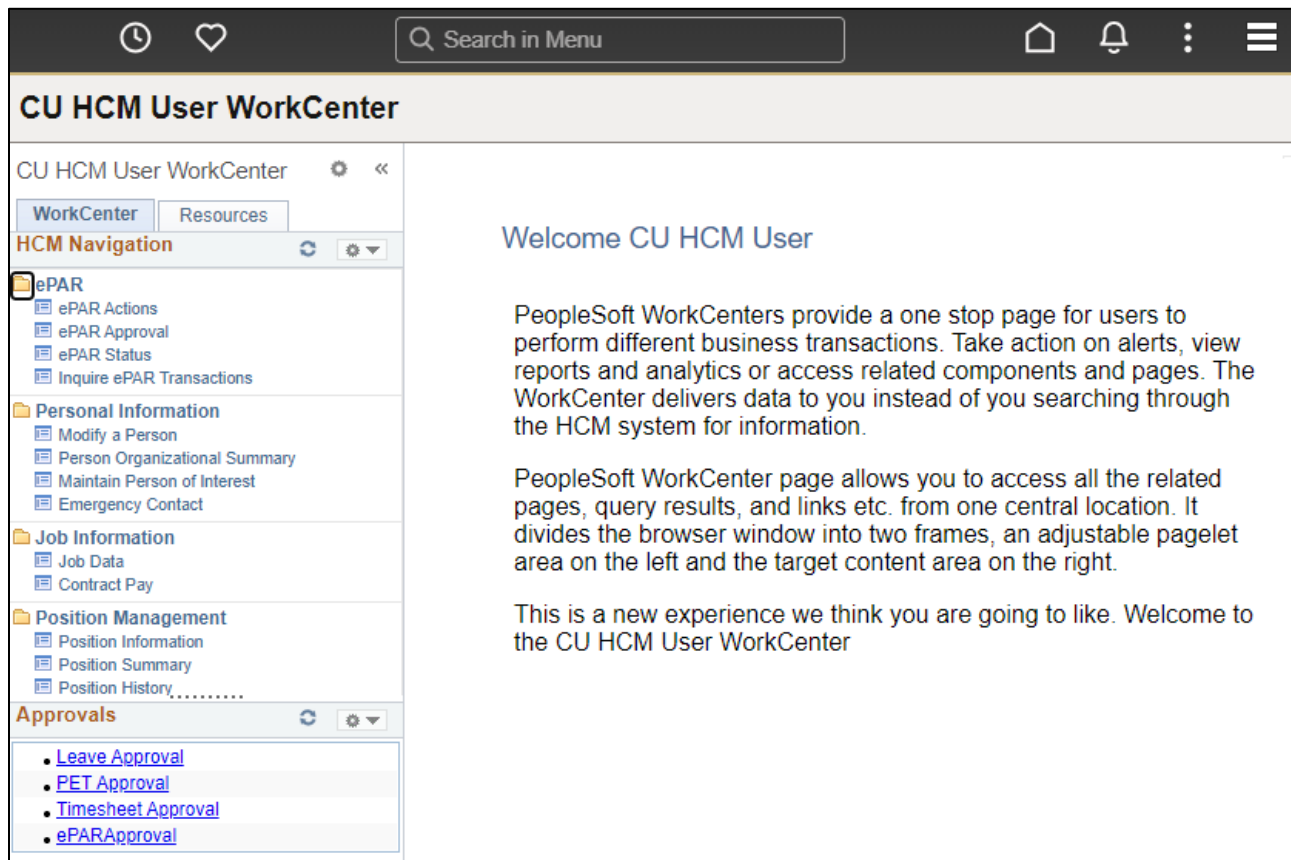 Search in Menu
CU HCM User WorkCenter
CU HCM User WorkCenter
WorkCenter
Resources
HCM Navigation
ePAR
ePAR Actions
ePAR Approval
ePAR Status
Inquire ePAR Transactions
Personal Information
Modify a Person
Person Organizational Summary
Maintain Person of Interest
Emergency Contact
Job Information
Job Data
Contract Pay
Position Management
Position Information
Position Summary
Position History
Approvals
Leave Approval
PET Approval
Timesheet Approval
ePARApproval
Welcome CU HCM User
PeopleSoft WorkCenters provide a one stop page for users to
perform different business transactions. Take action on alerts, view
reports and analytics or access related components and pages. The
WorkCenter delivers data to you instead of you searching through
the HCM system for information.
PeopleSoft WorkCenter page allows you to access all the related
pages, query results, and links etc. from one central location. It
divides the browser window into two frames, an adjustable pagelet
area on the left and the target content area on the right.
This is a new experience we think you are going to like. Welcome to
the CU HCM User WorkCenter